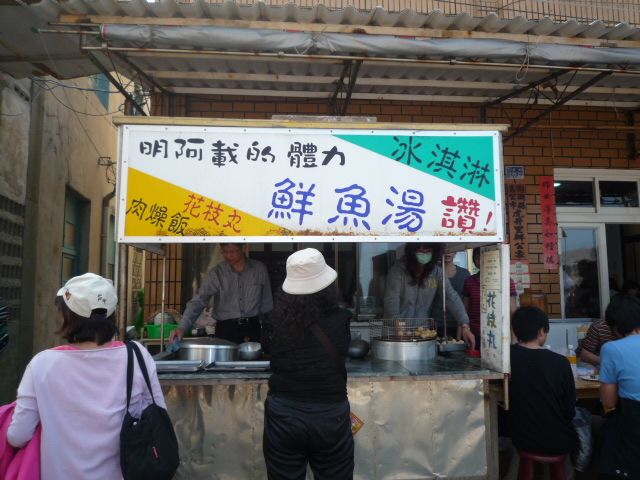 明阿載的體力
冰淇淋
鮮魚湯
讚!
花枝丸
肉燥飯
花枝丸